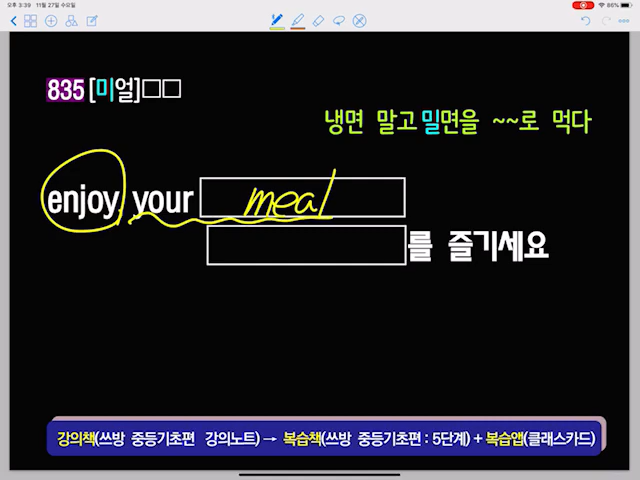 오후 3:39 11월 27일 수요일 86%
835 [미얼]□□
냉면 말고 밀면을 ~~로 먹다
enjoy your meal
를 즐기세요
강의책(쓰방 중등기초편 강의노트)→ 복습책(쓰방 중등기초편 : 5단계) + 복습앱(클래스카드)